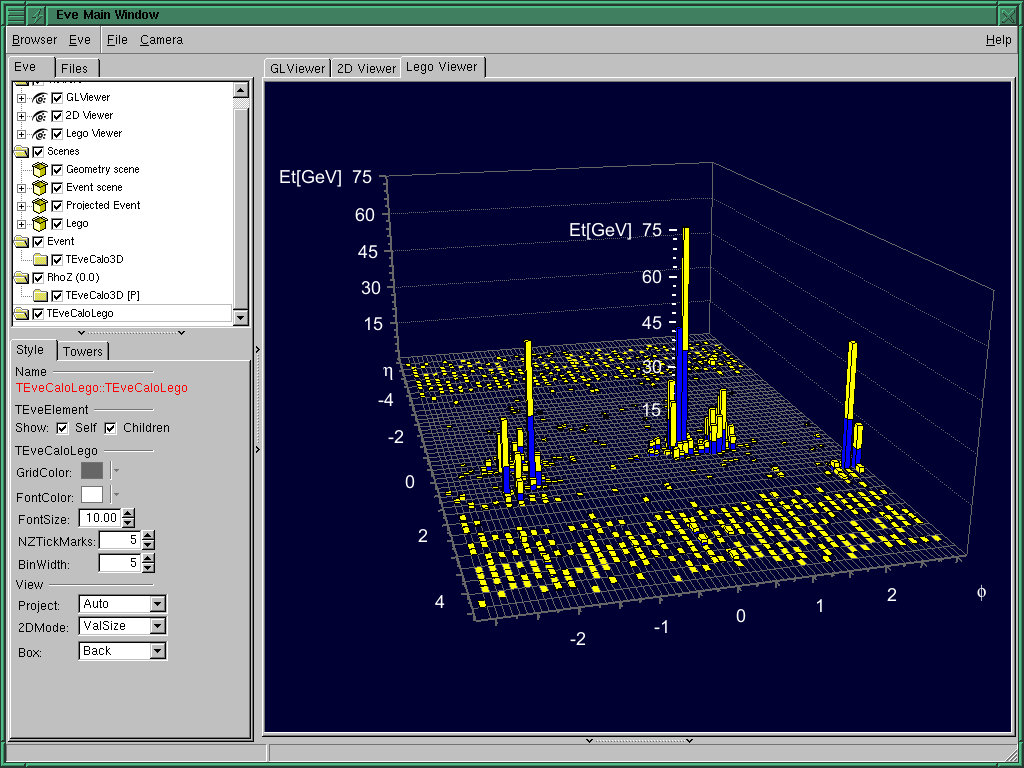 Eve Main Window
Browser Eve File Camera Help
Eve Files
GLViewer 2D Viewer Lego Viewer
GLViewer
2D Viewer
Lego Viewer
Scenes
Geometry scene
Event scene
Projected Event
Lego
Event
TEveCalo3D
RhoZ (0.0)
TEveCalo3D [P]
TEveCaloLego
Style Towers
Name
TEveCaloLego::TEveCaloLego
TEveElement
Show: Self Children
TEveCaloLego
GridColor:
FontColor:
FontSize: 10.00
NZTickMarks: 5
BinWidth: 5
View
Project: Auto
2DMode: ValSize
Box: Back
Et[GeV] 75
60
45
30
15
Et[GeV] 75
60
45
30
15
η
-4
-2
0
2
4
-2
-1
0
1
2
ϕ